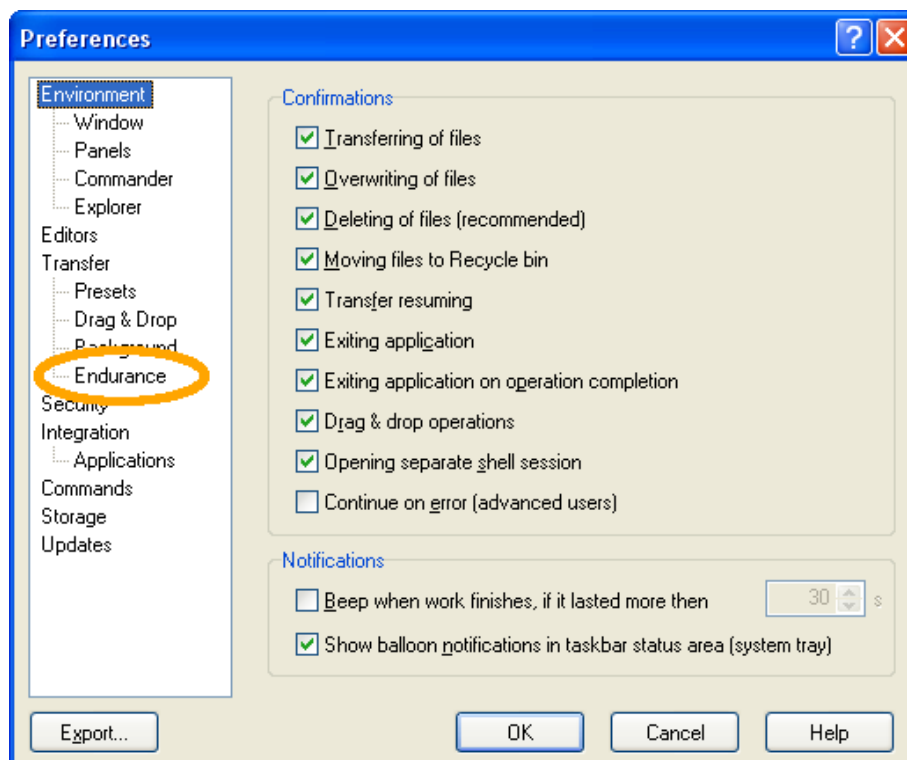 Preferences
Environment
Window
Panels
Commander
Explorer
Editors
Transfer
Presets
Drag & Drop
Background
Endurance
Security
Integration
Applications
Commands
Storage
Updates
Confirmations
Transferring of files
Overwriting of files
Deleting of files (recommended)
Moving files to Recycle bin
Transfer resuming
Exiting application
Exiting application on operation completion
Drag & drop operations
Opening separate shell session
Continue on error (advanced users)
Notifications
Beep when work finishes, if it lasted more then 30 s
Show balloon notifications in taskbar status area (system tray)
Export... OK Cancel Help